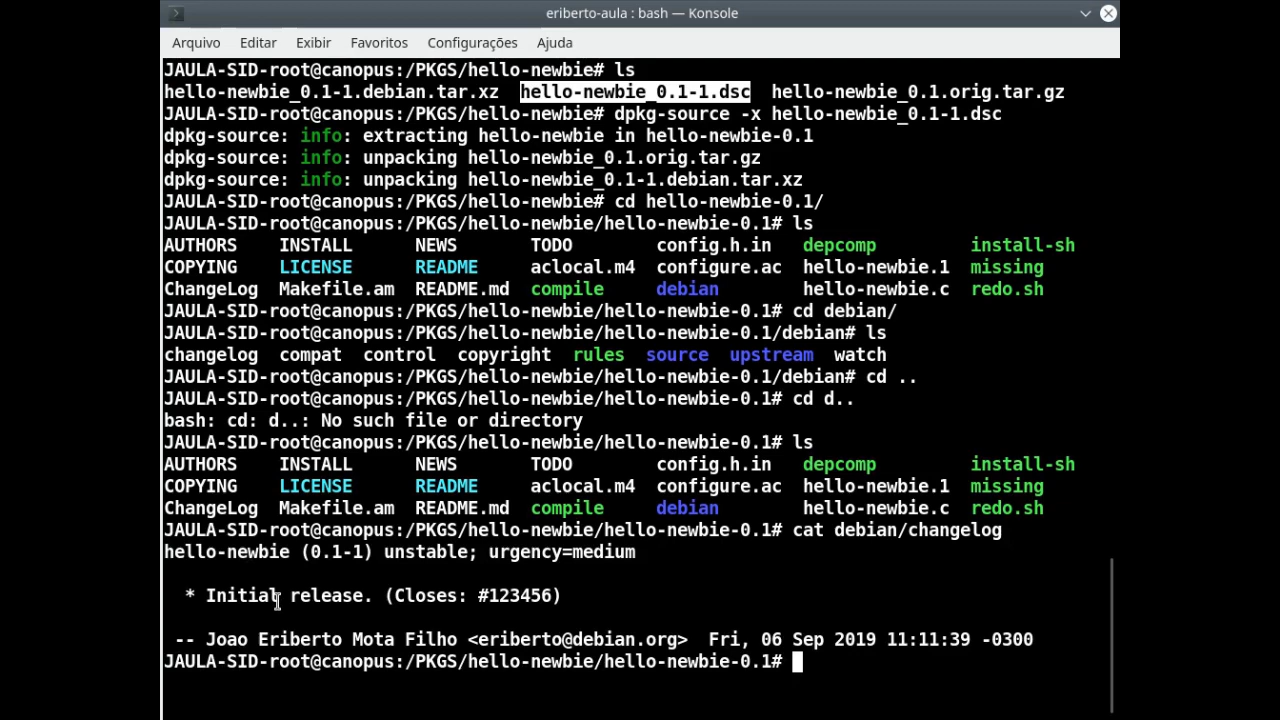 eriberto-aula : bash — Konsole
Arquivo Editar Exibir Favoritos Configurações Ajuda
JAULA-SID-root@canopus:/PKGS/hello-newbie# ls
hello-newbie_0.1-1.debian.tar.xz hello-newbie_0.1-1.dsc hello-newbie_0.1.orig.tar.gz
JAULA-SID-root@canopus:/PKGS/hello-newbie# dpkg-source -x hello-newbie_0.1-1.dsc
dpkg-source: info: extracting hello-newbie in hello-newbie-0.1
dpkg-source: info: unpacking hello-newbie_0.1.orig.tar.gz
dpkg-source: info: unpacking hello-newbie_0.1-1.debian.tar.xz
JAULA-SID-root@canopus:/PKGS/hello-newbie# cd hello-newbie-0.1/
JAULA-SID-root@canopus:/PKGS/hello-newbie/hello-newbie-0.1# ls
AUTHORS INSTALL NEWS TODO config.h.in depcomp install-sh
COPYING LICENSE README aclocal.m4 configure.ac hello-newbie.1 missing
ChangeLog Makefile.am README.md compile debian hello-newbie.c redo.sh
JAULA-SID-root@canopus:/PKGS/hello-newbie/hello-newbie-0.1# cd debian/
JAULA-SID-root@canopus:/PKGS/hello-newbie/hello-newbie-0.1/debian# ls
changelog compat control copyright rules source upstream watch
JAULA-SID-root@canopus:/PKGS/hello-newbie/hello-newbie-0.1/debian# cd ..
JAULA-SID-root@canopus:/PKGS/hello-newbie/hello-newbie-0.1# cd d..
bash: cd: d..: No such file or directory
JAULA-SID-root@canopus:/PKGS/hello-newbie/hello-newbie-0.1# ls
AUTHORS INSTALL NEWS TODO config.h.in depcomp install-sh
COPYING LICENSE README aclocal.m4 configure.ac hello-newbie.1 missing
ChangeLog Makefile.am README.md compile debian hello-newbie.c redo.sh
JAULA-SID-root@canopus:/PKGS/hello-newbie/hello-newbie-0.1# cat debian/changelog
hello-newbie (0.1-1) unstable; urgency=medium
* Initial release. (Closes: #123456)
-- Joao Eriberto Mota Filho <eriberto@debian.org> Fri, 06 Sep 2019 11:11:39 -0300
JAULA-SID-root@canopus:/PKGS/hello-newbie/hello-newbie-0.1#